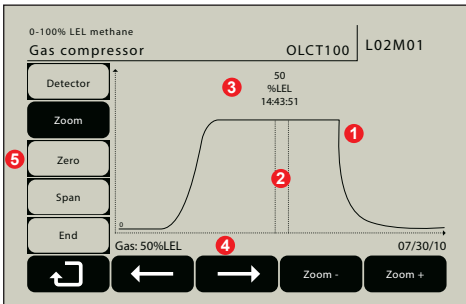 0-100% LEL methane
Gas compressor OLCT100 L02M01
Detector
Zoom
Zero
Span
End
50
%LEL
14:43:51
3
1
5
2
0
Gas: 50%LEL 4 07/30/10
Zoom - Zoom +